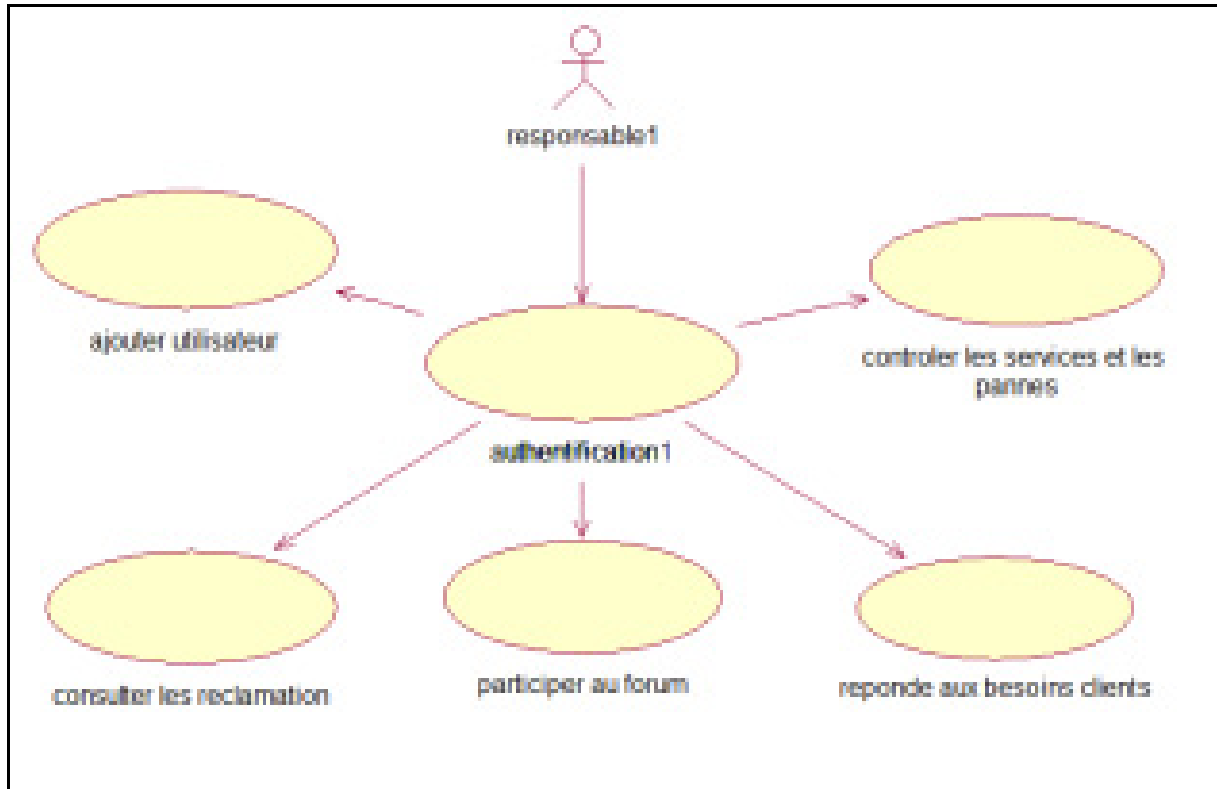 responsable1
ajouter utilisateur
controler les services et les
pannes
authentification1
consulter les reclamation
participer au forum
reponde aux besoins clients